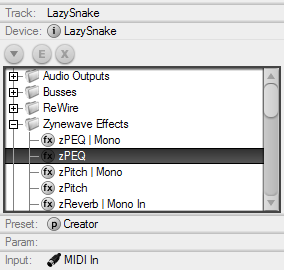 Track: LazySnake
Device: i LazySnake
E X
Audio Outputs
Busses
ReWire
Zynewave Effects
fx zPEQ | Mono
fx zPEQ
fx zPitch | Mono
fx zPitch
fx zReverb | Mono In
Preset: p Creator
Param:
Input: MIDI In